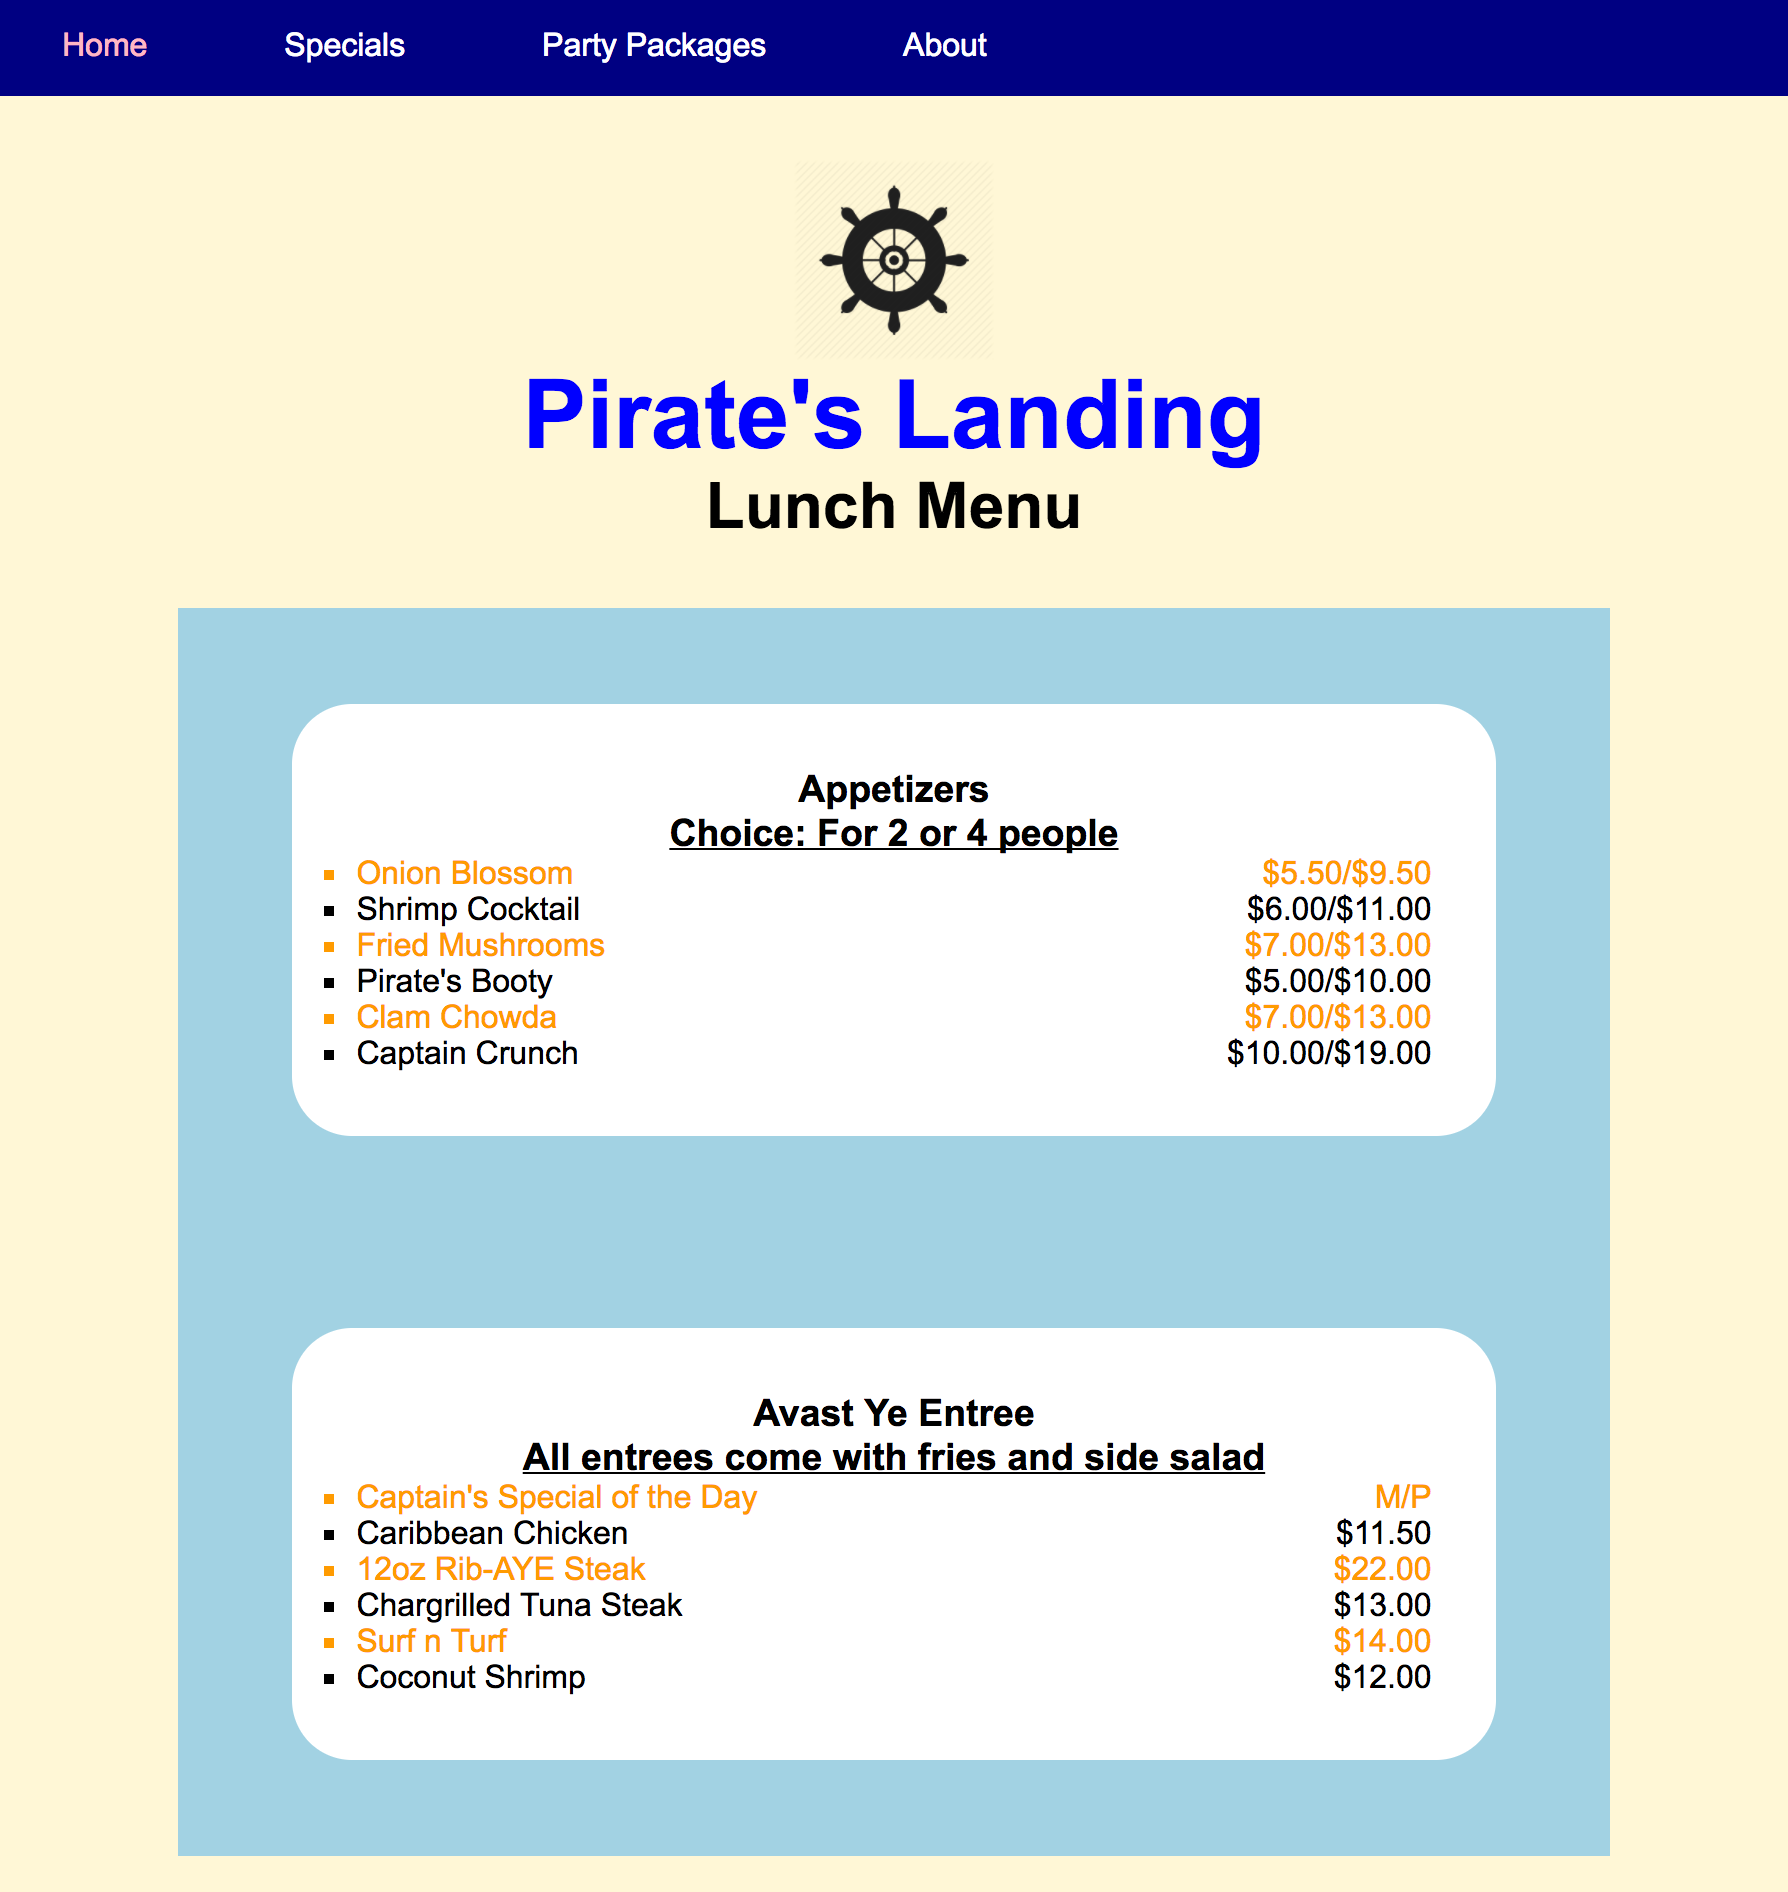 Home Specials Party Packages About
Pirate's Landing
Lunch Menu
Appetizers
Choice: For 2 or 4 people
Onion Blossom $5.50/$9.50
Shrimp Cocktail $6.00/$11.00
Fried Mushrooms $7.00/$13.00
Pirate's Booty $5.00/$10.00
Clam Chowda $7.00/$13.00
Captain Crunch $10.00/$19.00
Avast Ye Entree
All entrees come with fries and side salad
Captain's Special of the Day M/P
Caribbean Chicken $11.50
12oz Rib-AYE Steak $22.00
Chargrilled Tuna Steak $13.00
Surf n Turf $14.00
Coconut Shrimp $12.00